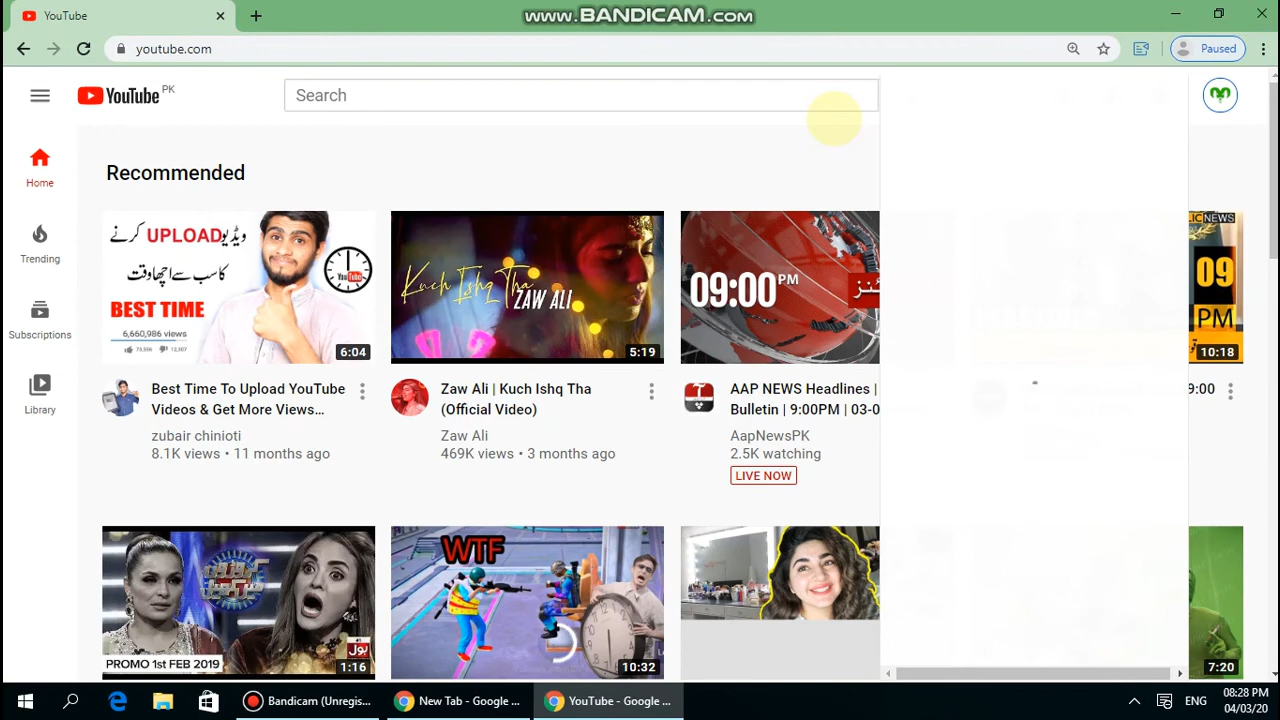 YouTube
www.BANDICAM.com
youtube.com
Paused
YouTube PK
Search
Home
Trending
Subscriptions
Library
Recommended
ویڈیو UPLOAD کرنے
کا سب سے اچھا وقت
BEST TIME
6,660,986 views
YouTube
6:04
Best Time To Upload YouTube
Videos & Get More Views...
zubair chinioti
8.1K views • 11 months ago
Kuch Ishq Tha
ZAW ALI
5:19
Zaw Ali | Kuch Ishq Tha
(Official Video)
Zaw Ali
469K views • 3 months ago
09:00 PM
AAP NEWS Headlines |
Bulletin | 9:00PM | 03-0
AapNewsPK
2.5K watching
LIVE NOW
LIC NEWS
09
PM
10:18
9:00
PROMO 1st FEB 2019
بول
1:16
WTF
10:32
7:20
Bandicam (Unregis...
New Tab - Google ...
YouTube - Google ...
ENG
08:28 PM
04/03/20